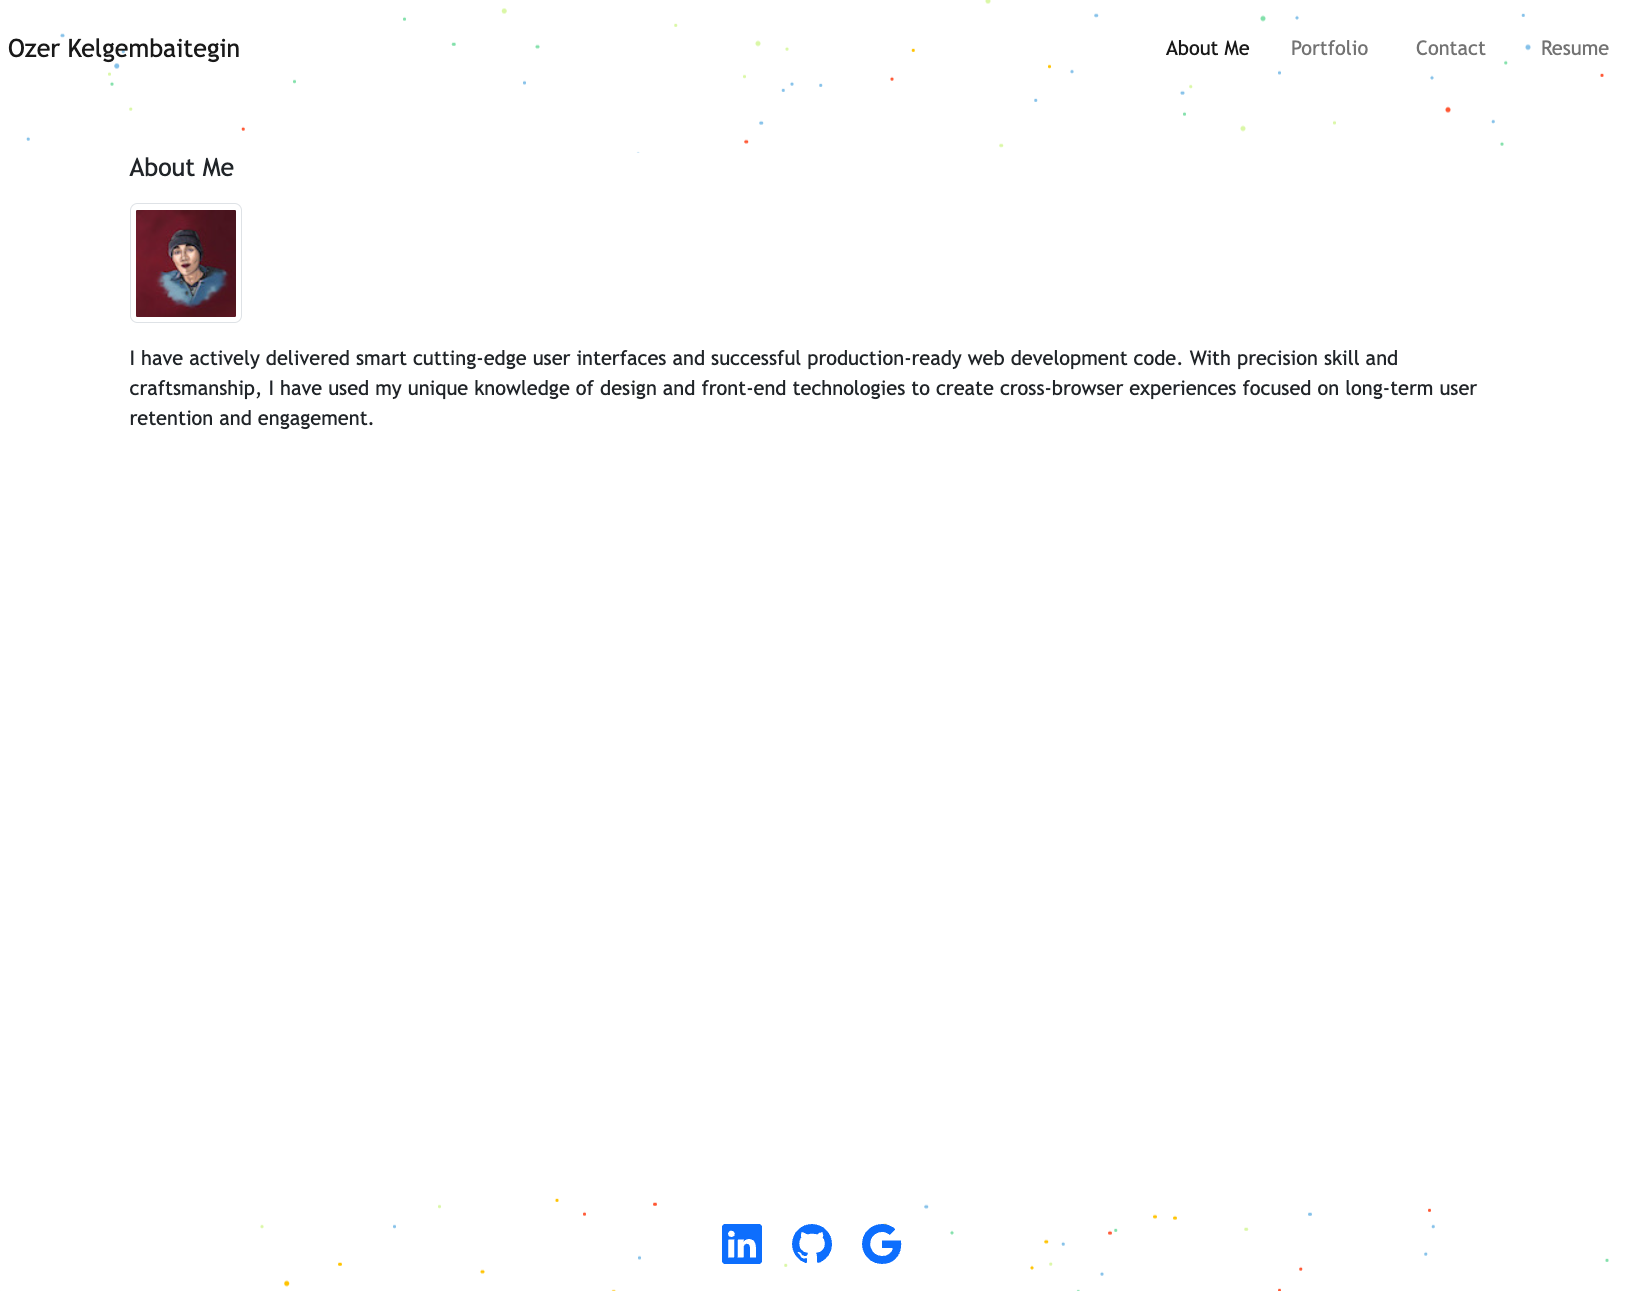 Ozer Kelgembaitegin
About Me Portfolio Contact Resume
About Me
I have actively delivered smart cutting-edge user interfaces and successful production-ready web development code. With precision skill and
craftsmanship, I have used my unique knowledge of design and front-end technologies to create cross-browser experiences focused on long-term user
retention and engagement.
in G